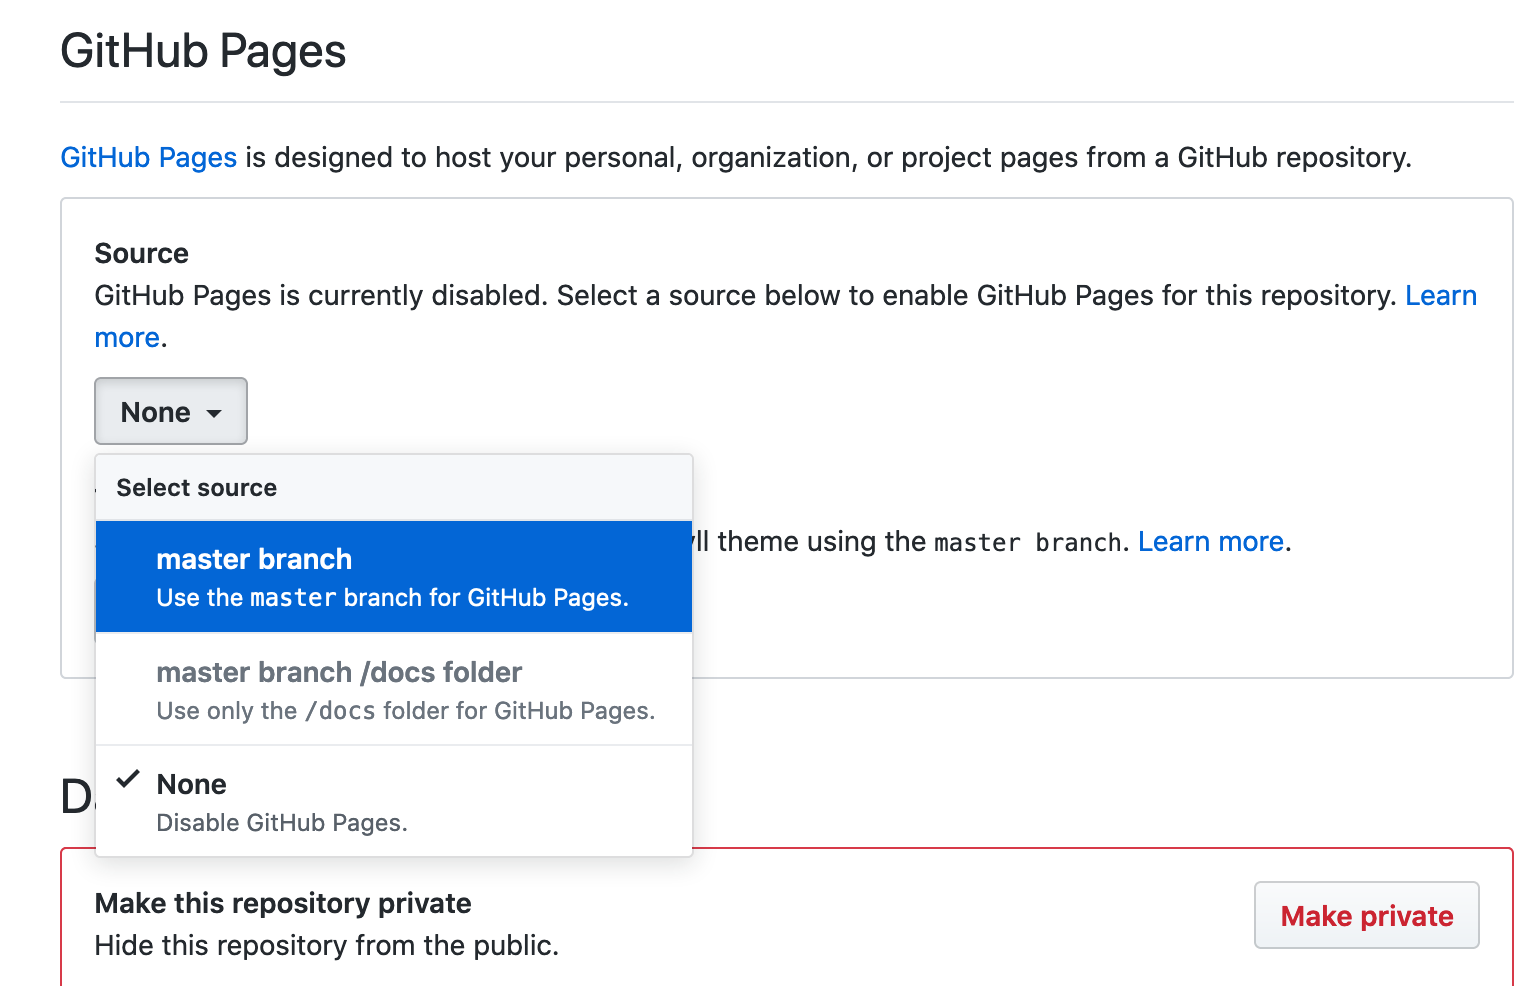 GitHub Pages
GitHub Pages is designed to host your personal, organization, or project pages from a GitHub repository.
Source
GitHub Pages is currently disabled. Select a source below to enable GitHub Pages for this repository. Learn
more.
None
Select source
master branch
Use the master branch for GitHub Pages.
theme using the master branch. Learn more.
master branch /docs folder
Use only the /docs folder for GitHub Pages.
None
Disable GitHub Pages.
Make this repository private
Hide this repository from the public.
Make private